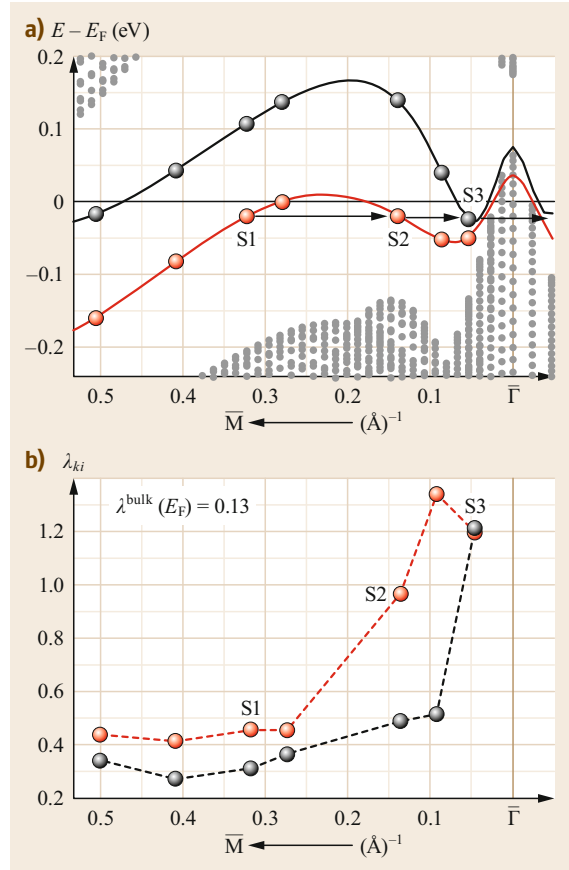 a) E – E_F (eV)
0.2
0.1
0
–0.1
–0.2
S1
S2
S3
0.5 0.4 0.3 0.2 0.1 Γ̄
M̄ (Å)⁻¹
b) λ_ki
λ^bulk (E_F) = 0.13
S3
1.2
1.0
S2
0.8
0.6
S1
0.4
0.2
0.5 0.4 0.3 0.2 0.1 Γ̄
M̄ (Å)⁻¹